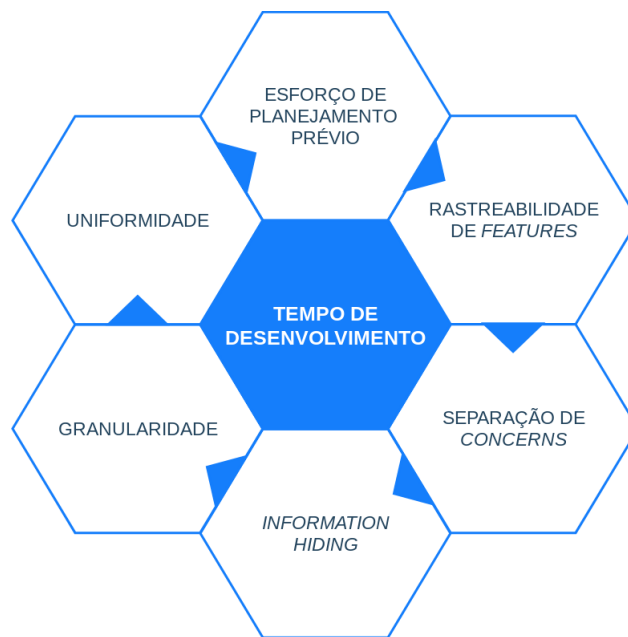 ESFORÇO DE
PLANEJAMENTO
PRÉVIO
RASTREABILIDADE
DE FEATURES
UNIFORMIDADE
TEMPO DE
DESENVOLVIMENTO
SEPARAÇÃO DE
CONCERNS
GRANULARIDADE
INFORMATION
HIDING